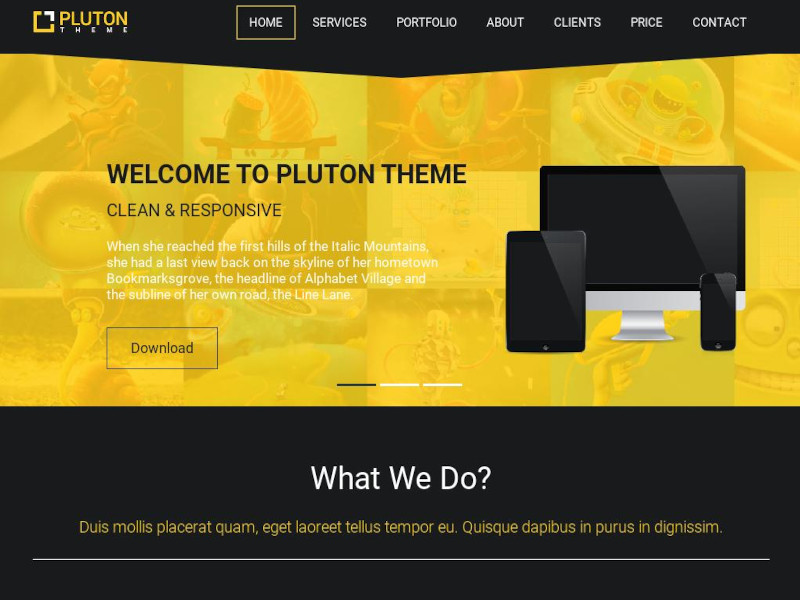 PLUTON
THEME
HOME SERVICES PORTFOLIO ABOUT CLIENTS PRICE CONTACT
WELCOME TO PLUTON THEME
CLEAN & RESPONSIVE
When she reached the first hills of the Italic Mountains,
she had a last view back on the skyline of her hometown
Bookmarksgrove, the headline of Alphabet Village and
the subline of her own road, the Line Lane.
Download
What We Do?
Duis mollis placerat quam, eget laoreet tellus tempor eu. Quisque dapibus in purus in dignissim.